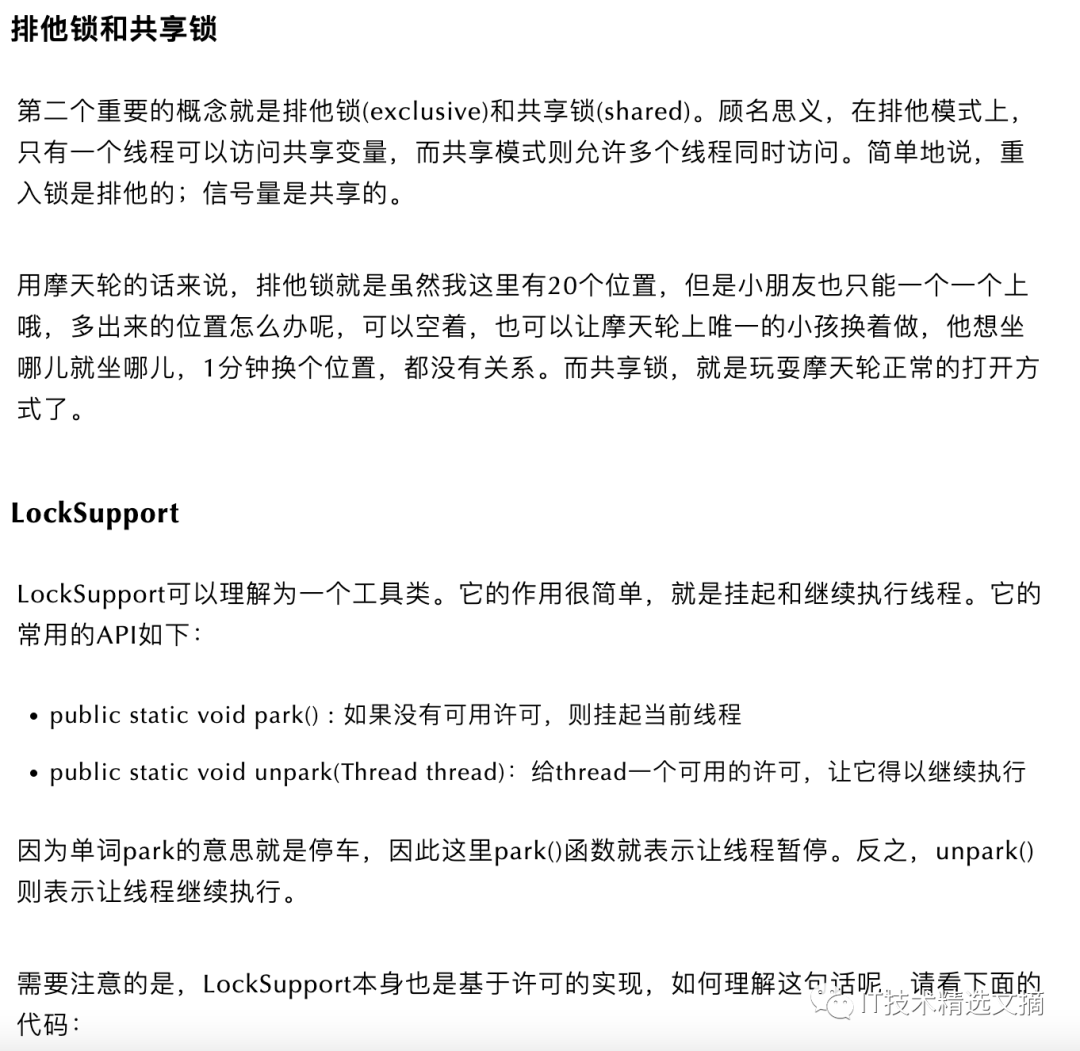 排他锁和共享锁
第二个重要的概念就是排他锁(exclusive)和共享锁(shared)。顾名思义，在排他模式上，
只有一个线程可以访问共享变量，而共享模式则允许多个线程同时访问。简单地说，重
入锁是排他的；信号量是共享的。
用摩天轮的话来说，排他锁就是虽然我这里有20个位置，但是小朋友也只能一个一个上
哦，多出来的位置怎么办呢，可以空着，也可以让摩天轮上唯一的小孩换着做，他想坐
哪儿就坐哪儿，1分钟换个位置，都没有关系。而共享锁，就是玩耍摩天轮正常的打开方
式了。
LockSupport
LockSupport可以理解为一个工具类。它的作用很简单，就是挂起和继续执行线程。它的
常用的API如下：
• public static void park() : 如果没有可用许可，则挂起当前线程
• public static void unpark(Thread thread)：给thread一个可用的许可，让它得以继续执行
因为单词park的意思就是停车，因此这里park()函数就表示让线程暂停。反之，unpark()
则表示让线程继续执行。
需要注意的是，LockSupport本身也是基于许可的实现，如何理解这句话呢，请看下面的
代码：
IT技术精选文摘